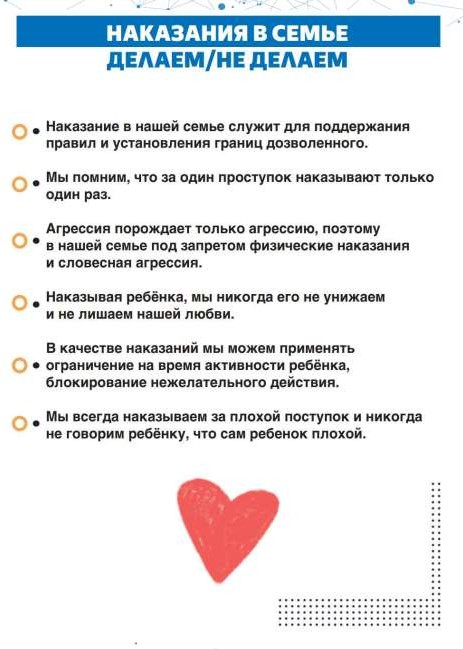 НАКАЗАНИЯ В СЕМЬЕ
ДЕЛАЕМ/НЕ ДЕЛАЕМ
Наказание в нашей семье служит для поддержания
правил и установления границ дозволенного.
Мы помним, что за один проступок наказывают только
один раз.
Агрессия порождает только агрессию, поэтому
в нашей семье под запретом физические наказания
и словесная агрессия.
Наказывая ребёнка, мы никогда его не унижаем
и не лишаем нашей любви.
В качестве наказаний мы можем применять
ограничение на время активности ребёнка,
блокирование нежелательного действия.
Мы всегда наказываем за плохой поступок и никогда
не говорим ребёнку, что сам ребенок плохой.